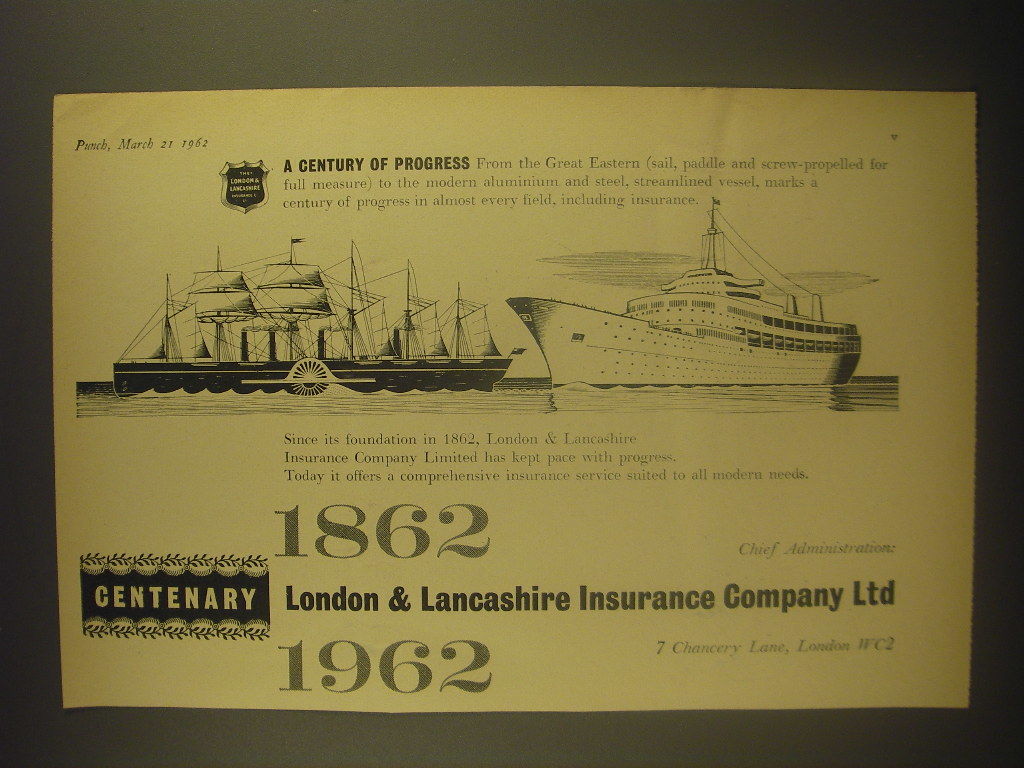 Punch, March 21 1962
v
THE
LONDON &
LANCASHIRE
INSURANCE C
A CENTURY OF PROGRESS From the Great Eastern (sail, paddle and screw-propelled for
full measure) to the modern aluminium and steel, streamlined vessel, marks a
century of progress in almost every field, including insurance.
Since its foundation in 1862, London & Lancashire
Insurance Company Limited has kept pace with progress.
Today it offers a comprehensive insurance service suited to all modern needs.
1862
Chief Administration:
CENTENARY
London & Lancashire Insurance Company Ltd
1962
7 Chancery Lane, London WC2